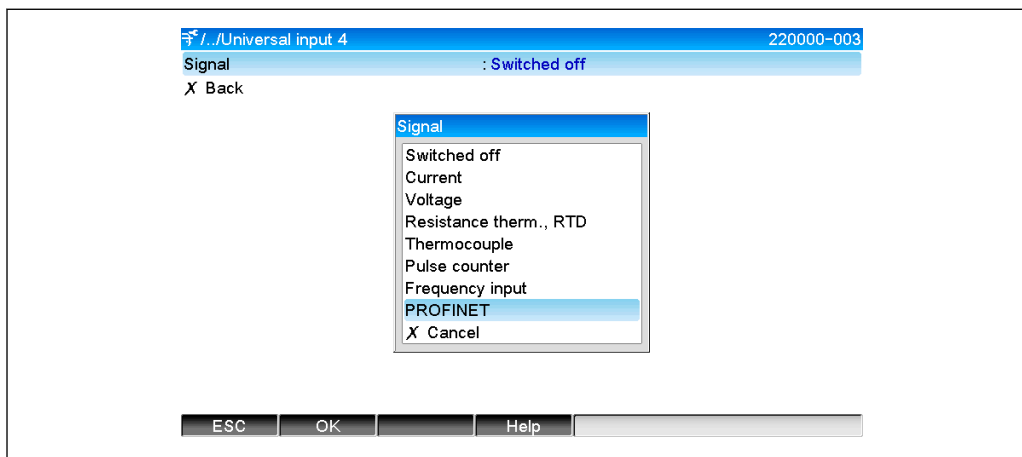 /../Universal input 4 220000-003
Signal : Switched off
X Back
Signal
Switched off
Current
Voltage
Resistance therm., RTD
Thermocouple
Pulse counter
Frequency input
PROFINET
X Cancel
ESC OK Help